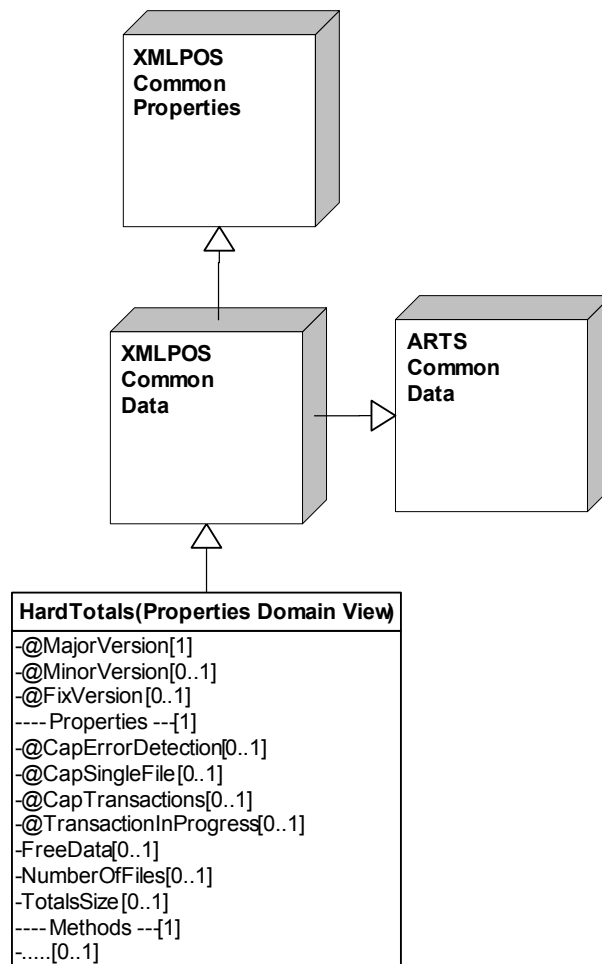 XMLPOS
Common
Properties
XMLPOS
Common
Data
ARTS
Common
Data
HardTotals(Properties Domain View)
-@MajorVersion[1]
-@MinorVersion[0..1]
-@FixVersion[0..1]
---- Properties ---[1]
-@CapErrorDetection[0..1]
-@CapSingleFile[0..1]
-@CapTransactions[0..1]
-@TransactionInProgress[0..1]
-FreeData[0..1]
-NumberOfFiles[0..1]
-TotalsSize[0..1]
---- Methods ---[1]
-.....[0..1]